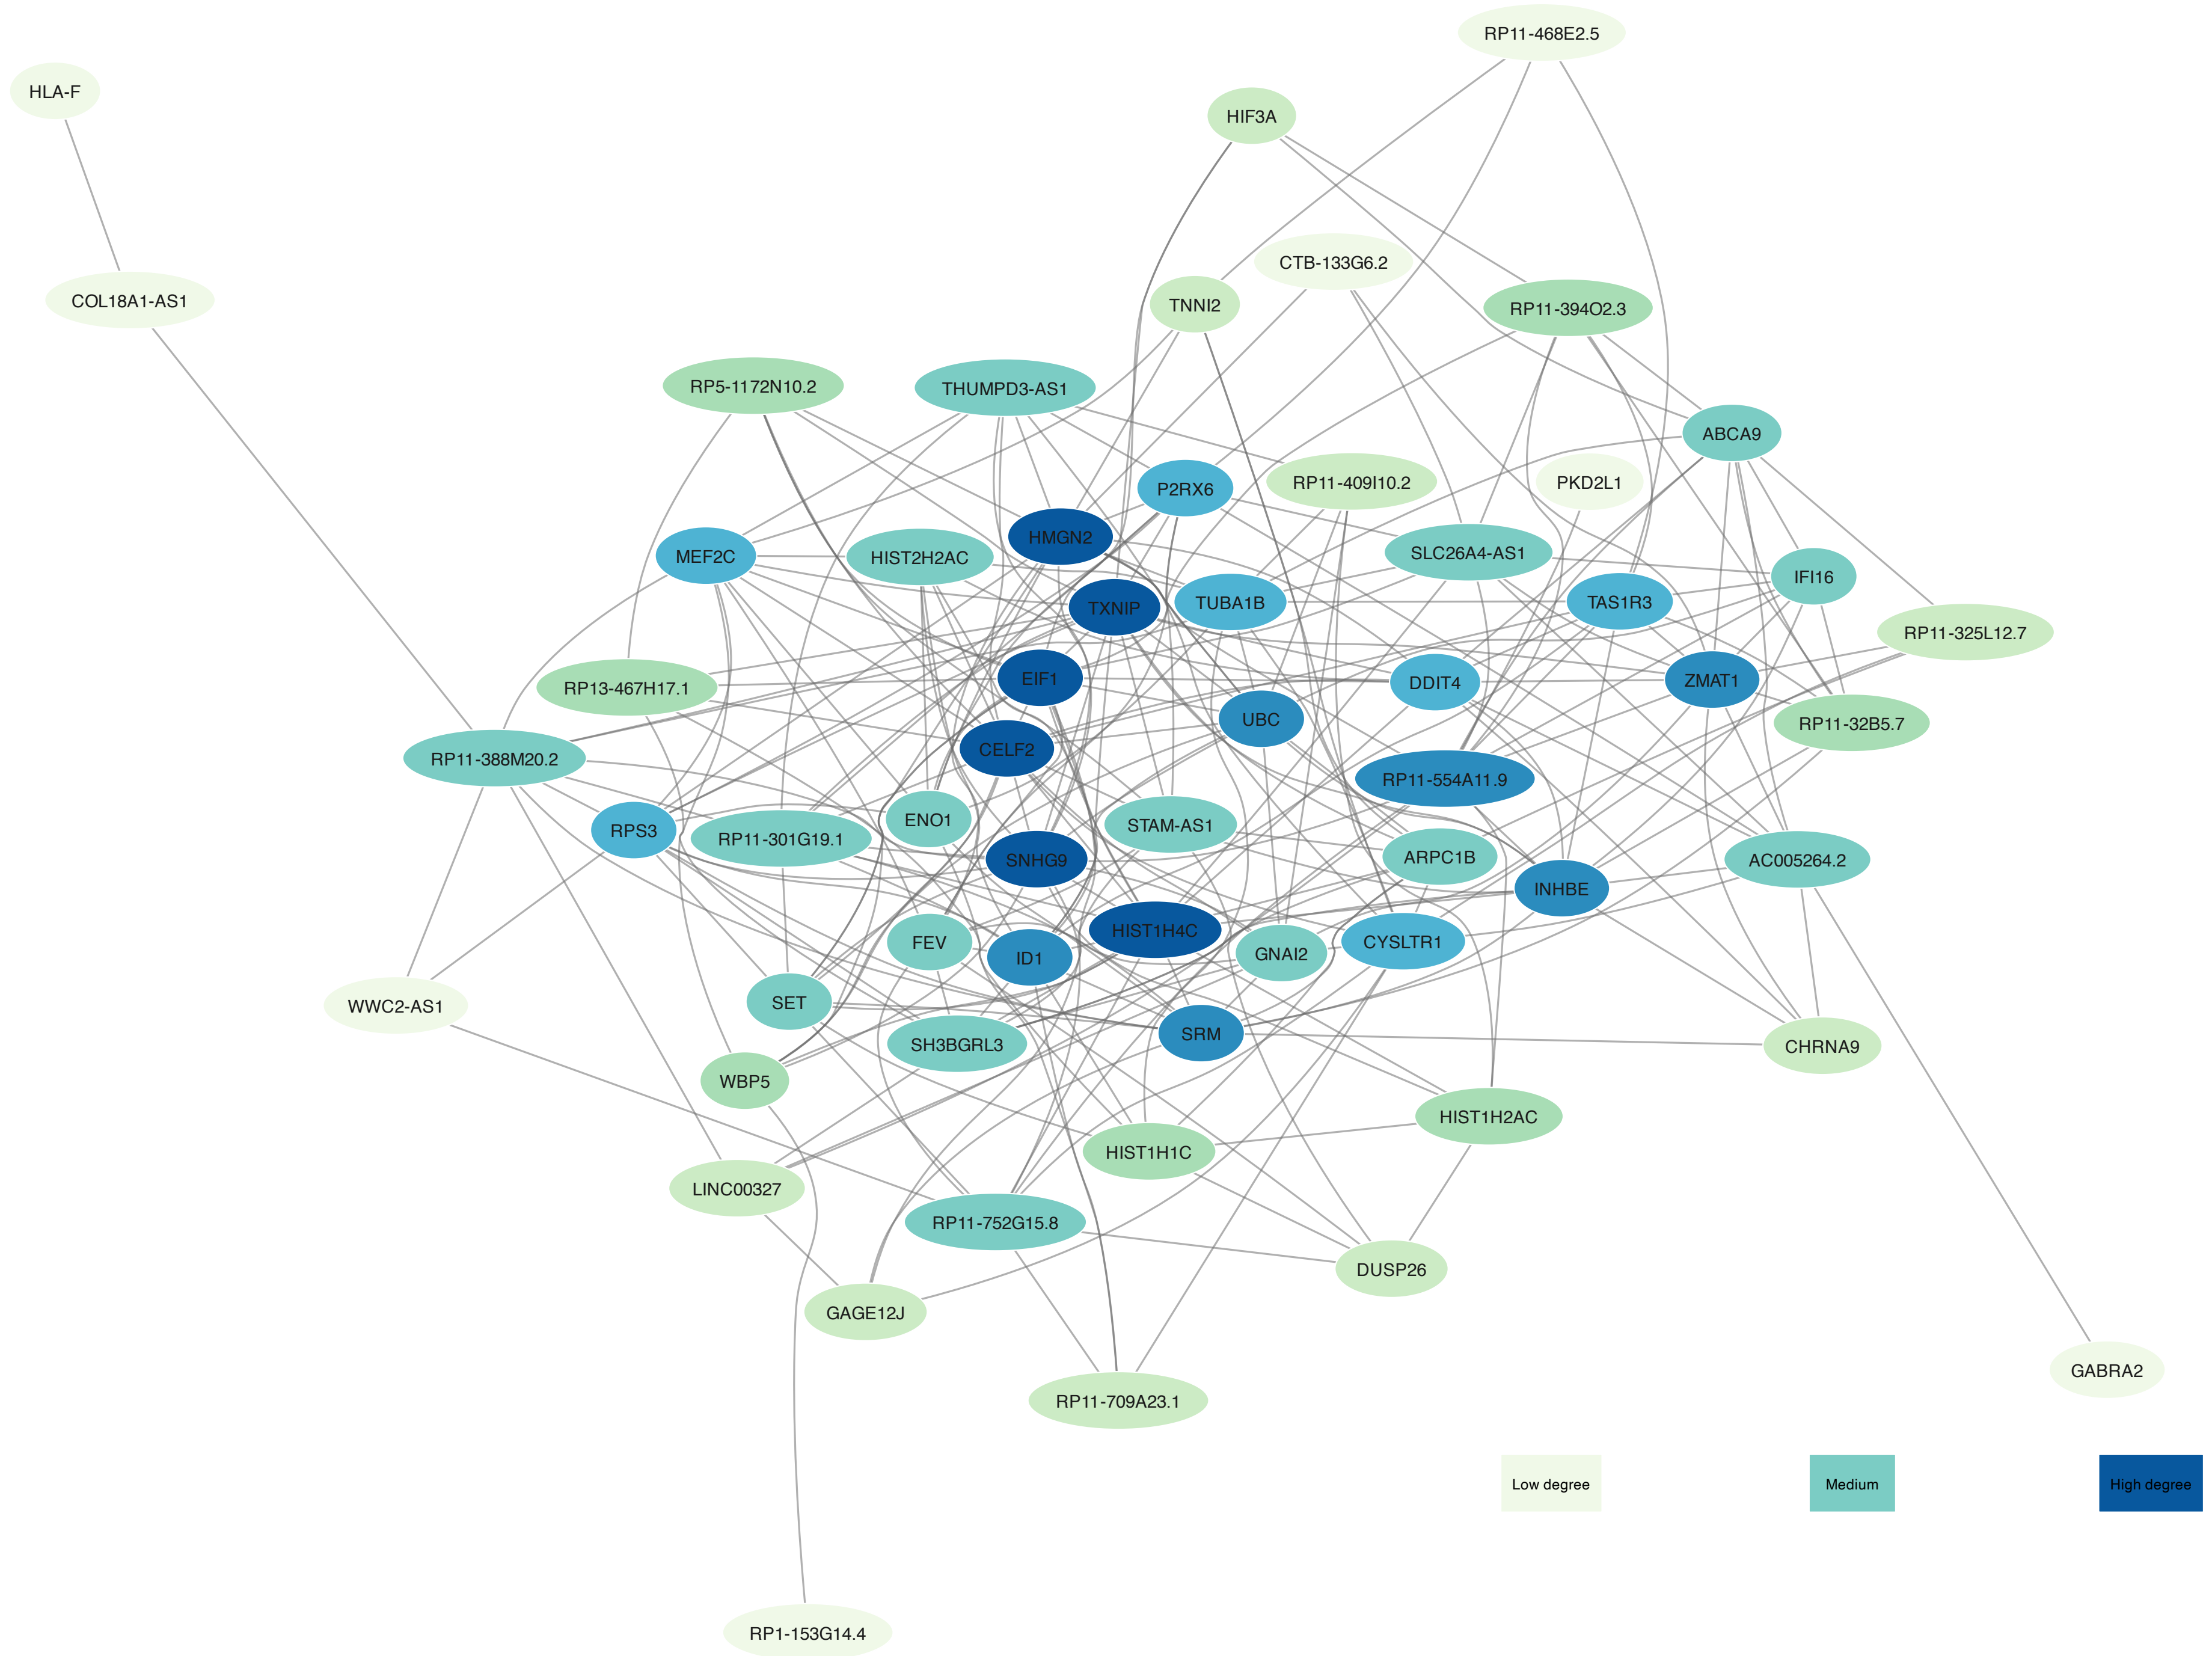 RP11-468E2.5
HLA-F
HIF3A
CTB-133G6.2
COL18A1-AS1
TNNI2
RP11-394O2.3
RP5-1172N10.2
THUMPD3-AS1
ABCA9
P2RX6
RP11-409I10.2
PKD2L1
HMGN2
MEF2C
HIST2H2AC
SLC26A4-AS1
IFI16
TXNIP
TUBA1B
TAS1R3
RP11-325L12.7
EIF1
RP13-467H17.1
DDIT4
ZMAT1
UBC
RP11-32B5.7
CELF2
RP11-388M20.2
RP11-554A11.9
ENO1
STAM-AS1
RPS3
RP11-301G19.1
SNHG9
ARPC1B
AC005264.2
INHBE
HIST1H4C
FEV
CYSLTR1
ID1
GNAI2
SET
WWC2-AS1
SRM
SH3BGRL3
CHRNA9
WBP5
HIST1H2AC
HIST1H1C
LINC00327
RP11-752G15.8
DUSP26
GAGE12J
GABRA2
RP11-709A23.1
Low degree
Medium
High degree
RP1-153G14.4